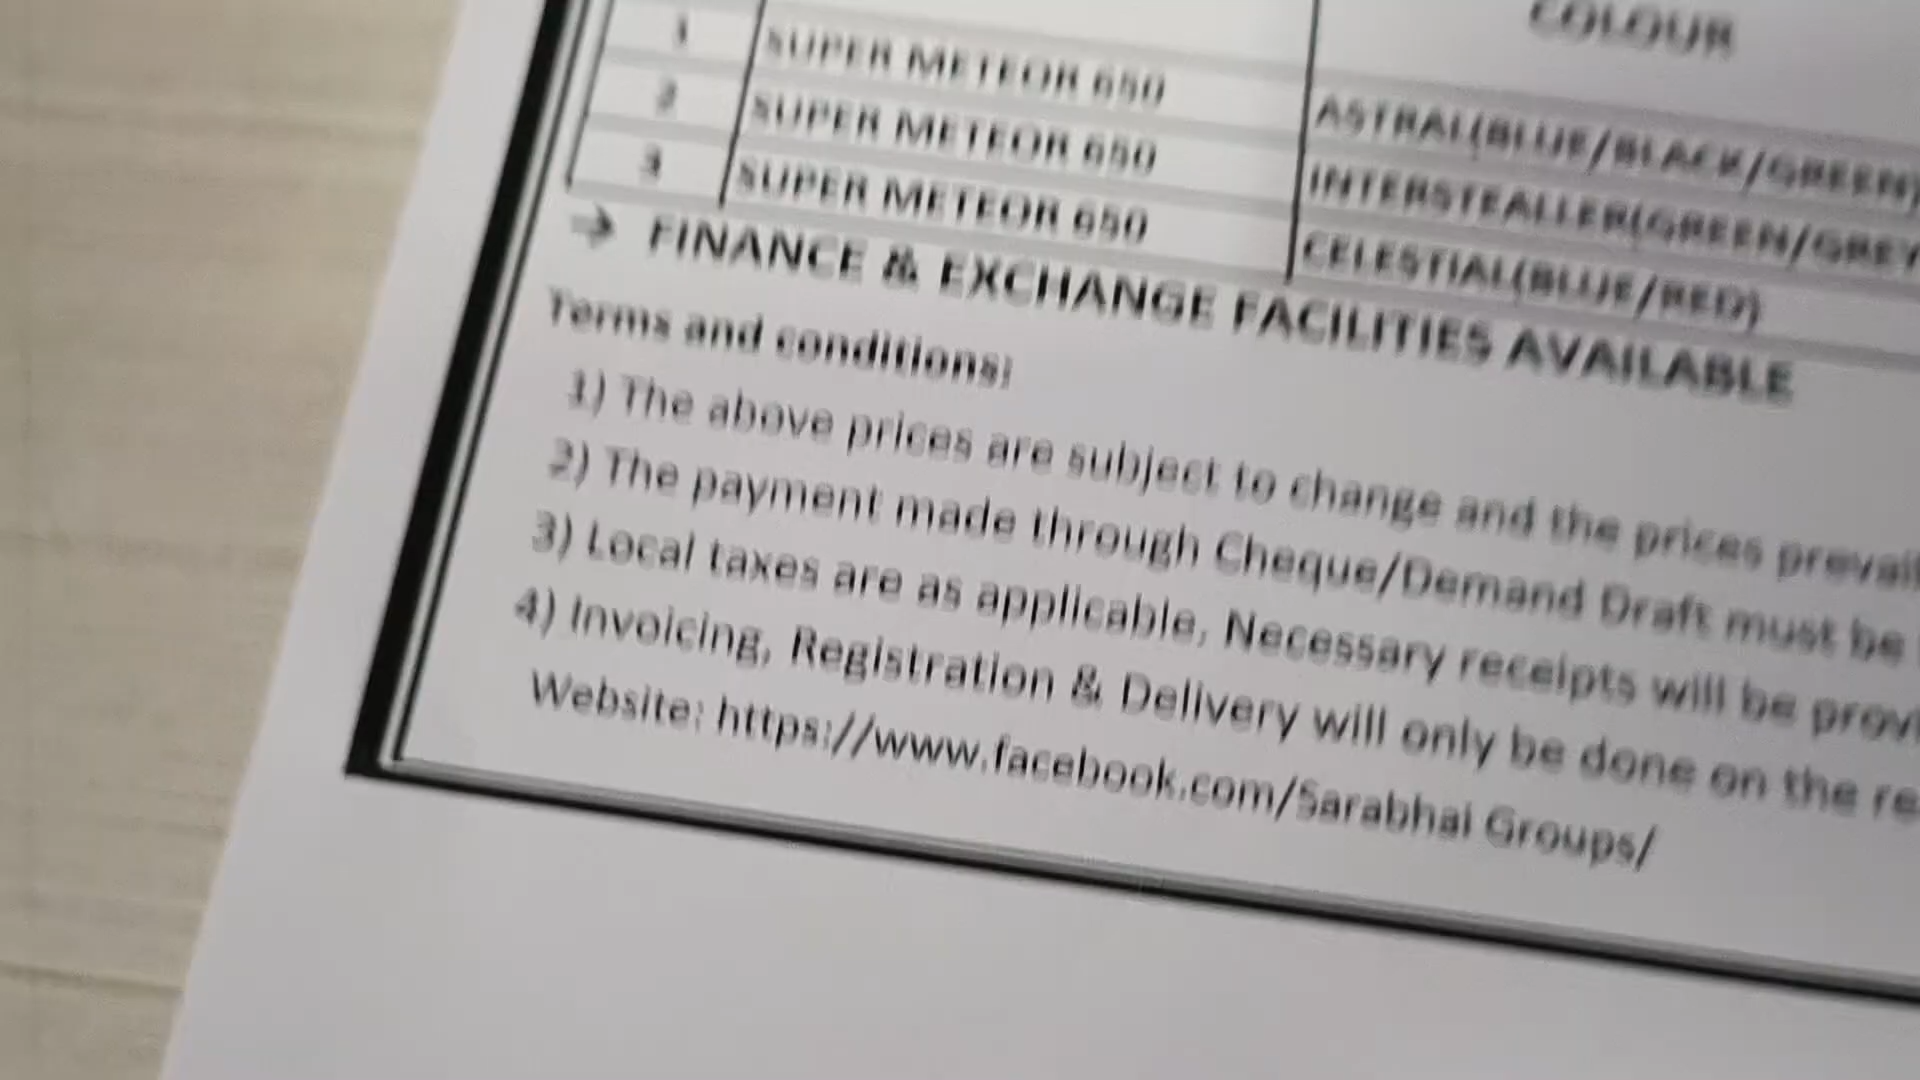 COLOUR
1 SUPER METEOR 650 ASTRAL(BLUE/BLACK/GREEN)
2 SUPER METEOR 650 INTERSTEALLER(GREEN/GREY
3 SUPER METEOR 650 CELESTIAL(BLUE/RED)
→ FINANCE & EXCHANGE FACILITIES AVAILABLE
Terms and conditions:
1) The above prices are subject to change and the prices prevail
2) The payment made through Cheque/Demand Draft must be
3) Local taxes are as applicable, Necessary receipts will be prov
4) Invoicing, Registration & Delivery will only be done on the re
Website: https://www.facebook.com/Sarabhai Groups/